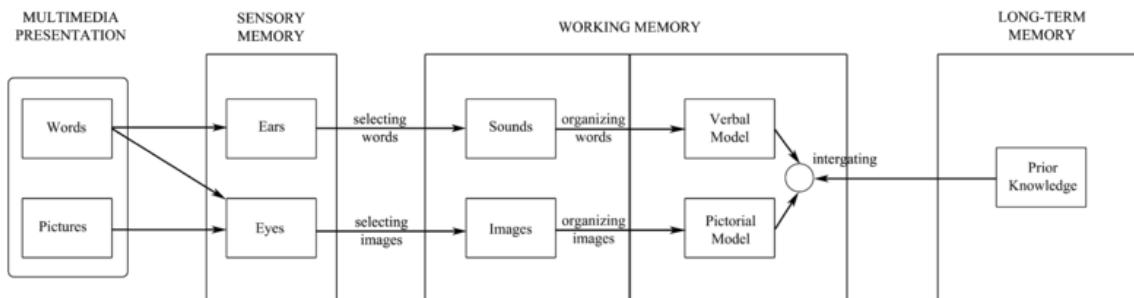 MULTIMEDIA
PRESENTATION
SENSORY
MEMORY
WORKING MEMORY
LONG-TERM
MEMORY
Words
Ears
selecting
words
Sounds
organizing
words
Verbal
Model
intergating
Prior
Knowledge
Pictures
Eyes
selecting
images
Images
organizing
images
Pictorial
Model